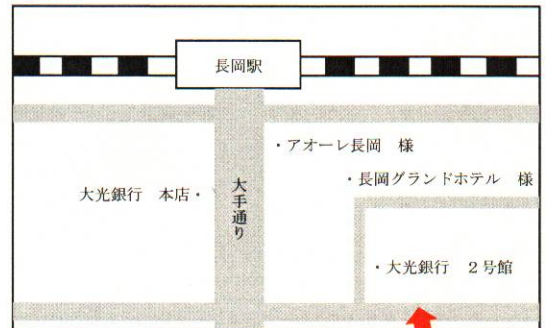 長岡駅
・アオーレ長岡　様
・長岡グランドホテル　様
大光銀行　本店・
大手通り
・大光銀行　２号館